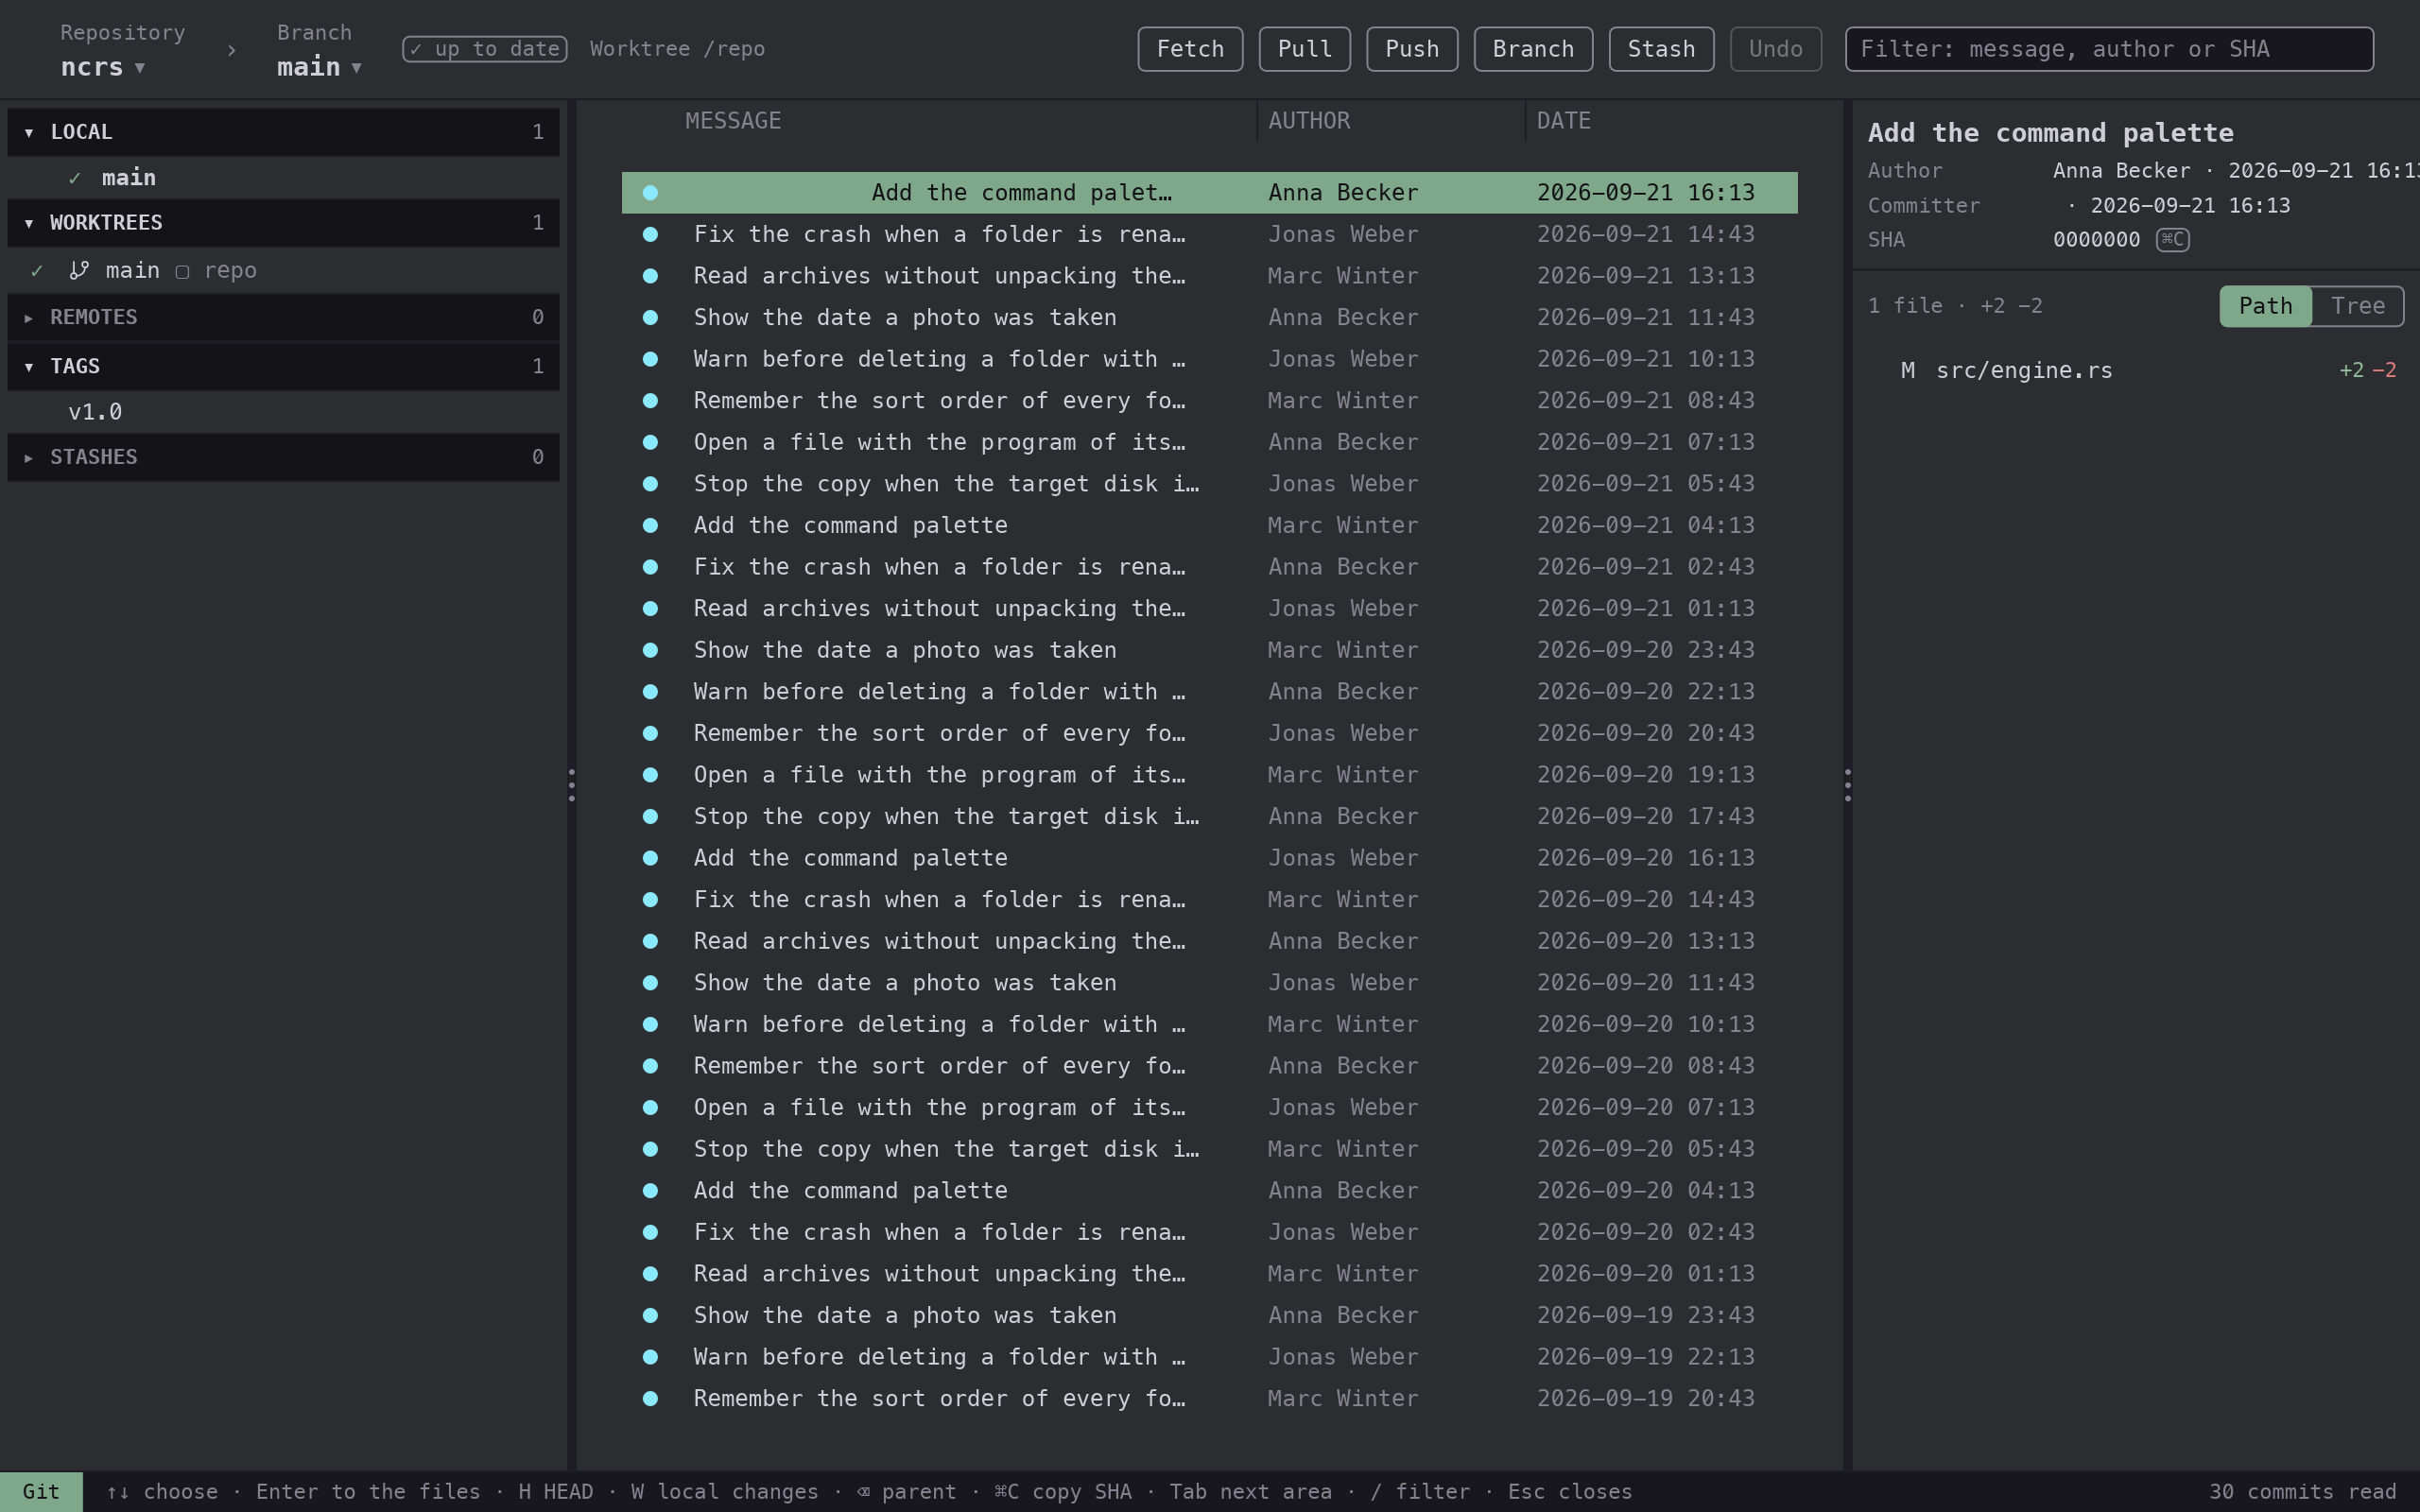 Repository
ncrs ▾
›
Branch
main ▾
✓ up to date
Worktree /repo
Fetch
Pull
Push
Branch
Stash
Undo
Filter: message, author or SHA
▾ LOCAL 1
✓ main
▾ WORKTREES 1
✓ main ▢ repo
▸ REMOTES 0
▾ TAGS 1
v1.0
▸ STASHES 0
MESSAGE AUTHOR DATE
Add the command palet… Anna Becker 2026-09-21 16:13
Fix the crash when a folder is rena… Jonas Weber 2026-09-21 14:43
Read archives without unpacking the… Marc Winter 2026-09-21 13:13
Show the date a photo was taken Anna Becker 2026-09-21 11:43
Warn before deleting a folder with … Jonas Weber 2026-09-21 10:13
Remember the sort order of every fo… Marc Winter 2026-09-21 08:43
Open a file with the program of its… Anna Becker 2026-09-21 07:13
Stop the copy when the target disk i… Jonas Weber 2026-09-21 05:43
Add the command palette Marc Winter 2026-09-21 04:13
Fix the crash when a folder is rena… Anna Becker 2026-09-21 02:43
Read archives without unpacking the… Jonas Weber 2026-09-21 01:13
Show the date a photo was taken Marc Winter 2026-09-20 23:43
Warn before deleting a folder with … Anna Becker 2026-09-20 22:13
Remember the sort order of every fo… Jonas Weber 2026-09-20 20:43
Open a file with the program of its… Marc Winter 2026-09-20 19:13
Stop the copy when the target disk i… Anna Becker 2026-09-20 17:43
Add the command palette Jonas Weber 2026-09-20 16:13
Fix the crash when a folder is rena… Marc Winter 2026-09-20 14:43
Read archives without unpacking the… Anna Becker 2026-09-20 13:13
Show the date a photo was taken Jonas Weber 2026-09-20 11:43
Warn before deleting a folder with … Marc Winter 2026-09-20 10:13
Remember the sort order of every fo… Anna Becker 2026-09-20 08:43
Open a file with the program of its… Jonas Weber 2026-09-20 07:13
Stop the copy when the target disk i… Marc Winter 2026-09-20 05:43
Add the command palette Anna Becker 2026-09-20 04:13
Fix the crash when a folder is rena… Jonas Weber 2026-09-20 02:43
Read archives without unpacking the… Marc Winter 2026-09-20 01:13
Show the date a photo was taken Anna Becker 2026-09-19 23:43
Warn before deleting a folder with … Jonas Weber 2026-09-19 22:13
Remember the sort order of every fo… Marc Winter 2026-09-19 20:43
Add the command palette
Author Anna Becker · 2026-09-21 16:13
Committer · 2026-09-21 16:13
SHA 0000000 ⌘C
1 file · +2 −2 Path Tree
M src/engine.rs +2 −2
Git ↑↓ choose · Enter to the files · H HEAD · W local changes · ⌫ parent · ⌘C copy SHA · Tab next area · / filter · Esc closes 30 commits read